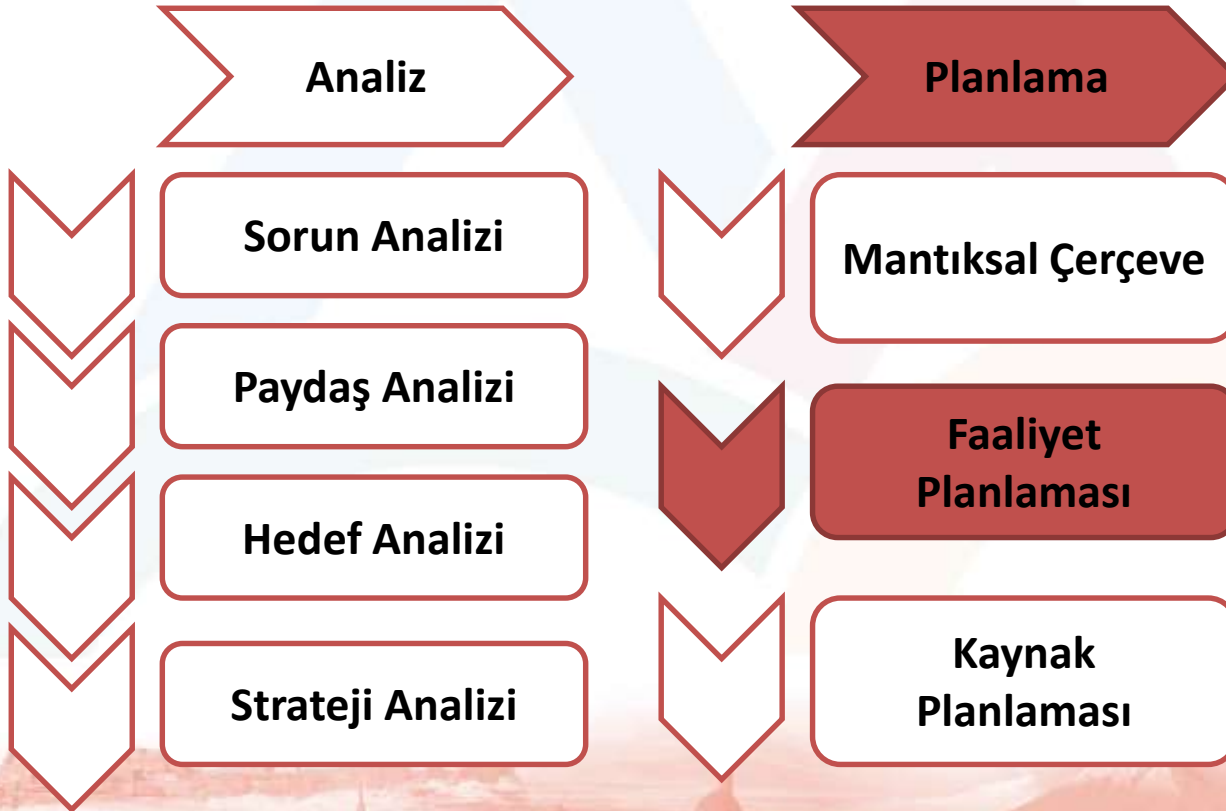 Analiz
Sorun Analizi
Paydaş Analizi
Hedef Analizi
Strateji Analizi
Planlama
Mantıksal Çerçeve
Faaliyet
Planlaması
Kaynak
Planlaması